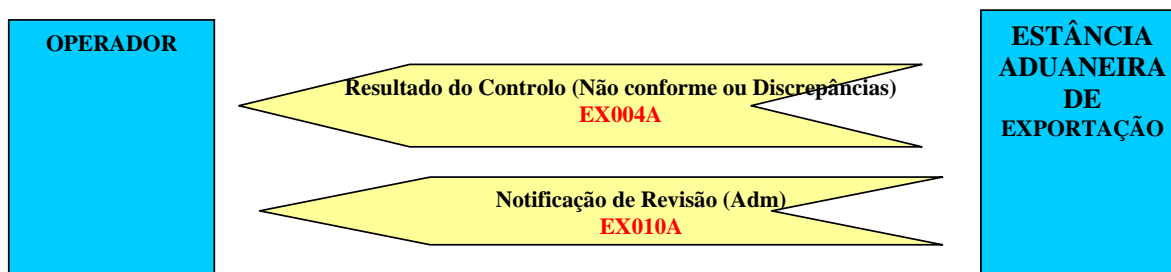 OPERADOR
Resultado do Controlo (Não conforme ou Discrepâncias)
EX004A
Notificação de Revisão (Adm)
EX010A
ESTÂNCIA
ADUANEIRA
DE
EXPORTAÇÃO